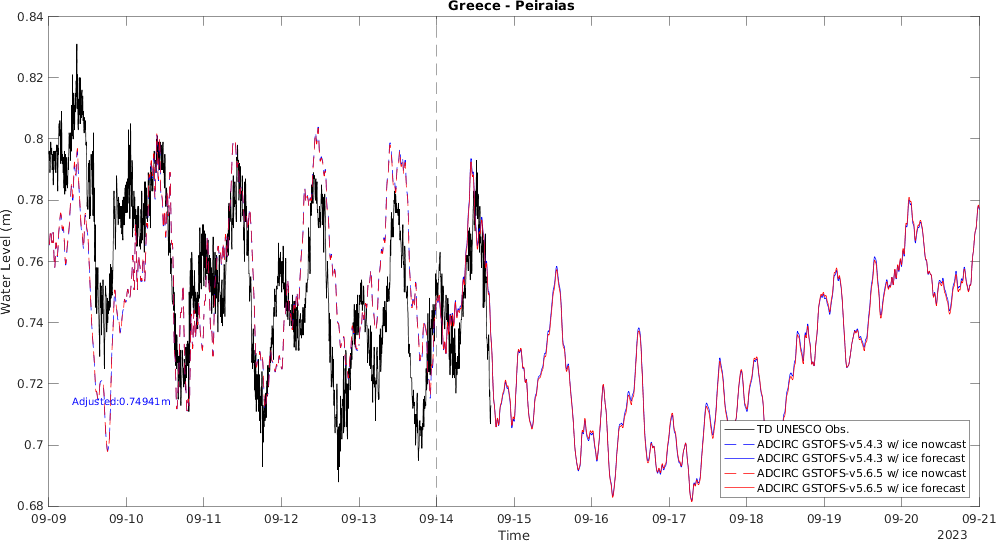 Greece - Peiraias
0.84
0.82
0.8
0.78
0.76
0.74
0.72
0.7
0.68
Water Level (m)
Adjusted:0.74941m
TD UNESCO Obs.
ADCIRC GSTOFS-v5.4.3 w/ ice nowcast
ADCIRC GSTOFS-v5.4.3 w/ ice forecast
ADCIRC GSTOFS-v5.6.5 w/ ice nowcast
ADCIRC GSTOFS-v5.6.5 w/ ice forecast
09-09 09-10 09-11 09-12 09-13 09-14 09-15 09-16 09-17 09-18 09-19 09-20 09-21
Time
2023